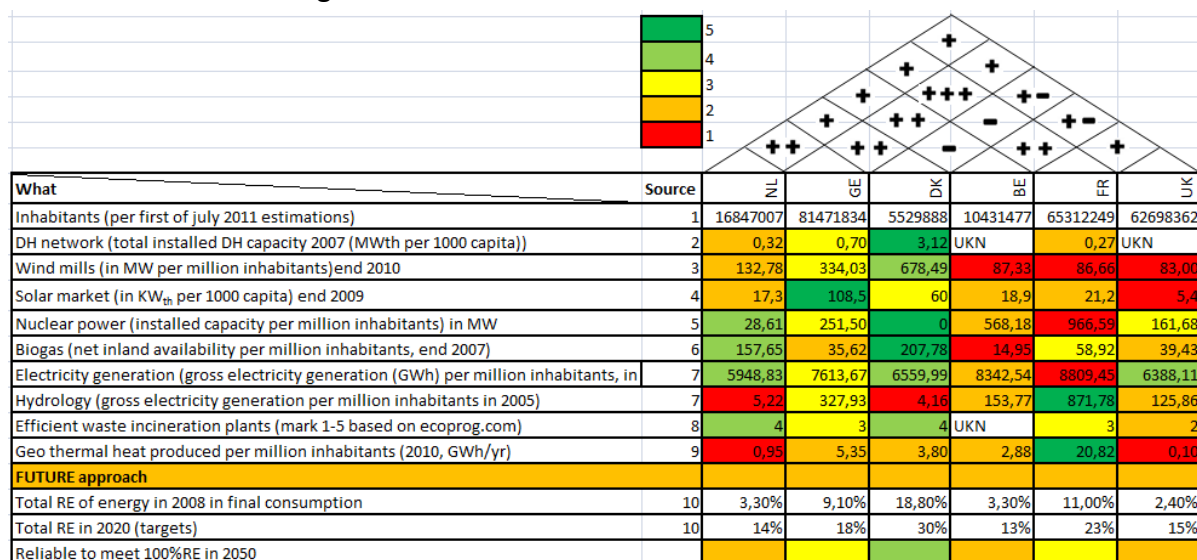 5
+
4
+ +
3
+ +++ +-
2
+ ++ - +-
1
++ ++ - ++ +
What Source NL GE DK BE FR UK
Inhabitants (per first of july 2011 estimations) 1 16847007 81471834 5529888 10431477 65312249 62698362
DH network (total installed DH capacity 2007 (MWth per 1000 capita)) 2 0,32 0,70 3,12 UKN 0,27 UKN
Wind mills (in MW per million inhabitants)end 2010 3 132,78 334,03 678,49 87,33 86,66 83,00
Solar market (in KWth per 1000 capita) end 2009 4 17,3 108,5 60 18,9 21,2 5,4
Nuclear power (installed capacity per million inhabitants) in MW 5 28,61 251,50 0 568,18 966,59 161,68
Biogas (net inland availability per million inhabitants, end 2007) 6 157,65 35,62 207,78 14,95 58,92 39,43
Electricity generation (gross electricity generation (GWh) per million inhabitants, in 7 5948,83 7613,67 6559,99 8342,54 8809,45 6388,11
Hydrology (gross electricity generation per million inhabitants in 2005) 7 5,22 327,93 4,16 153,77 871,78 125,86
Efficient waste incineration plants (mark 1-5 based on ecoprog.com) 8 4 3 4 UKN 3 2
Geo thermal heat produced per million inhabitants (2010, GWh/yr) 9 0,95 5,35 3,80 2,88 20,82 0,10
FUTURE approach
Total RE of energy in 2008 in final consumption 10 3,30% 9,10% 18,80% 3,30% 11,00% 2,40%
Total RE in 2020 (targets) 10 14% 18% 30% 13% 23% 15%
Reliable to meet 100%RE in 2050